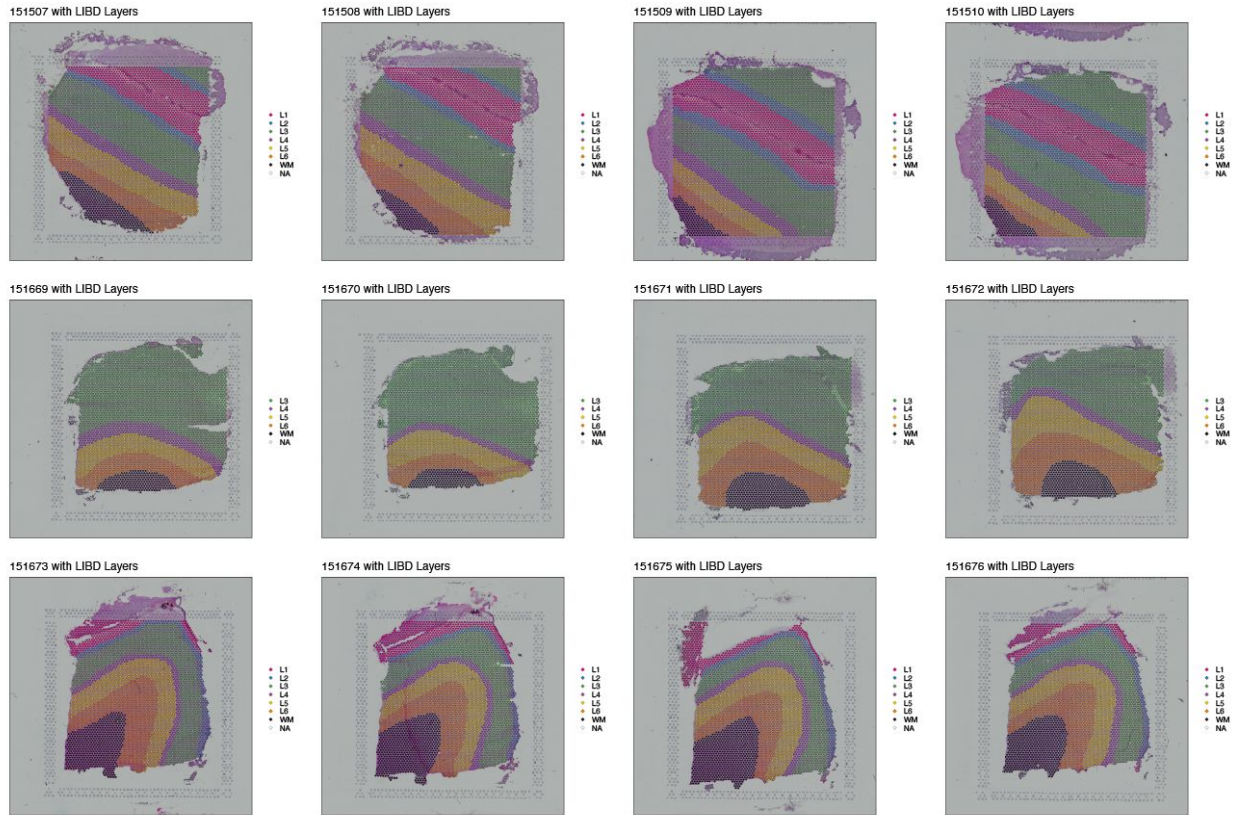 151507 with LIBD Layers
L1
L2
L3
L4
L5
L6
WM
NA
151508 with LIBD Layers
L1
L2
L3
L4
L5
L6
WM
NA
151509 with LIBD Layers
L1
L2
L3
L4
L5
L6
WM
NA
151510 with LIBD Layers
L1
L2
L3
L4
L5
L6
WM
NA
151669 with LIBD Layers
L3
L4
L5
L6
WM
NA
151670 with LIBD Layers
L3
L4
L5
L6
WM
NA
151671 with LIBD Layers
L3
L4
L5
L6
WM
NA
151672 with LIBD Layers
L3
L4
L5
L6
WM
NA
151673 with LIBD Layers
L1
L2
L3
L4
L5
L6
WM
NA
151674 with LIBD Layers
L1
L2
L3
L4
L5
L6
WM
NA
151675 with LIBD Layers
L1
L2
L3
L4
L5
L6
WM
NA
151676 with LIBD Layers
L1
L2
L3
L4
L5
L6
WM
NA